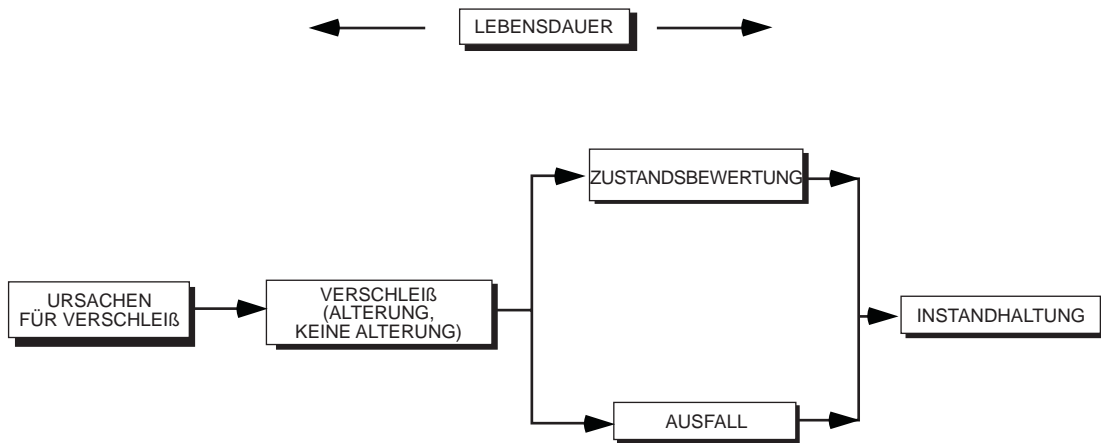 LEBENSDAUER
ZUSTANDSBEWERTUNG
URSACHEN
FÜR VERSCHLEIß
VERSCHLEIß
(ALTERUNG,
KEINE ALTERUNG)
INSTANDHALTUNG
AUSFALL